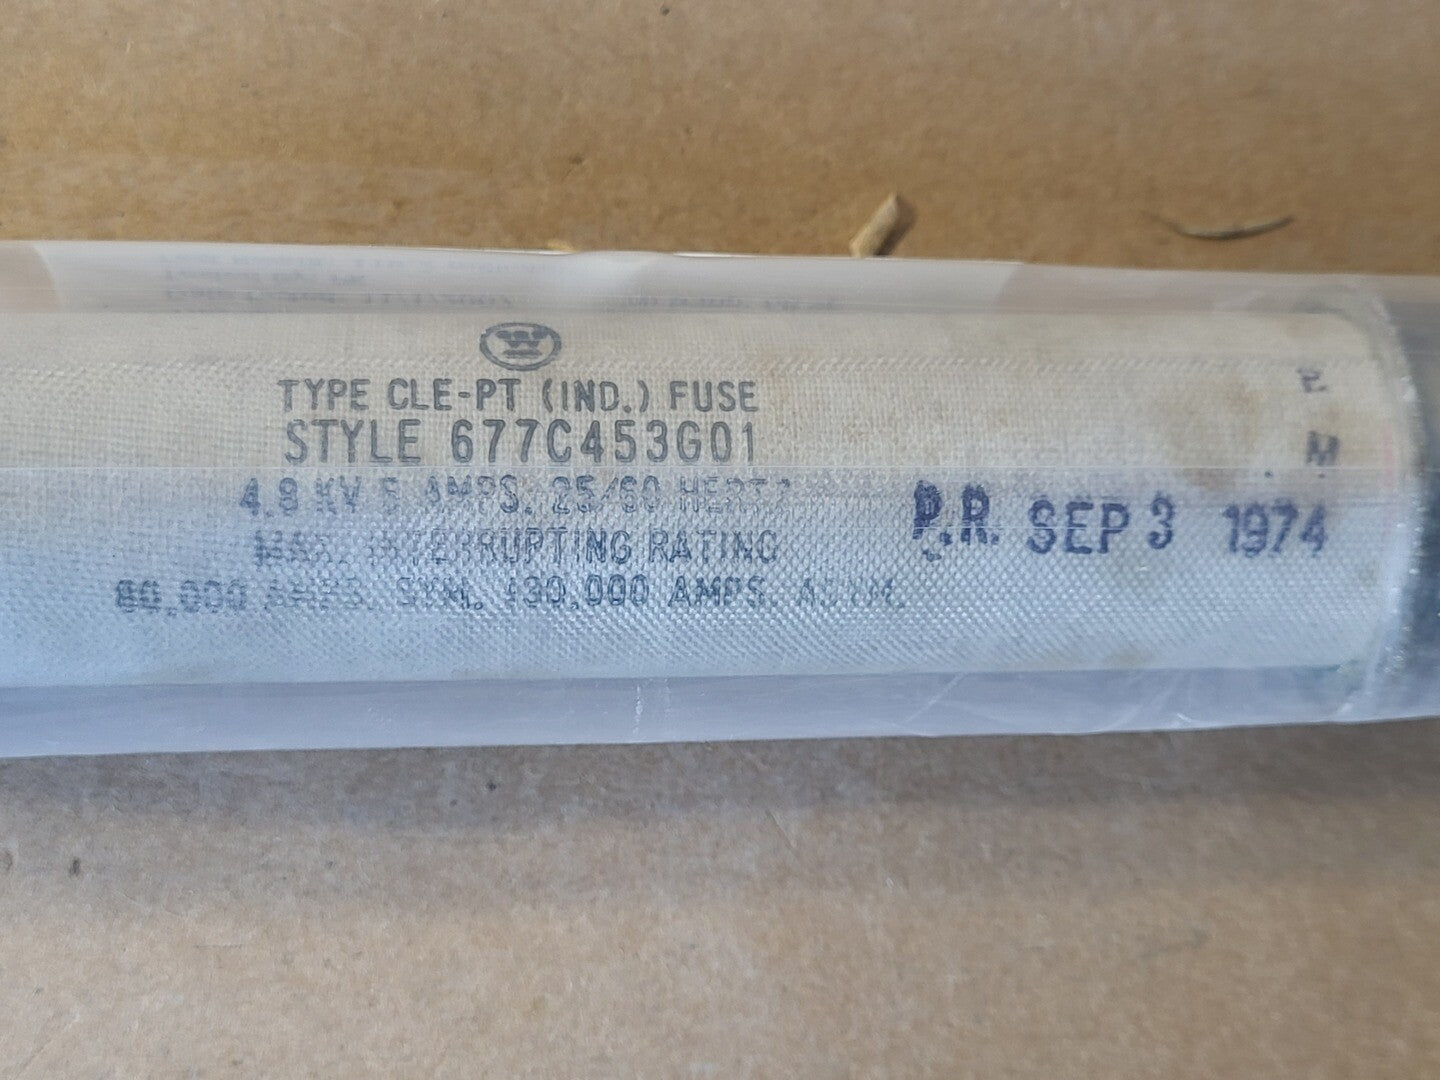 W
TYPE CLE-PT (IND.) FUSE
STYLE 677C453G01
4.8 KV 5 AMPS. 25/60 HERTZ
MAX. INTERRUPTING RATING
80,000 AMPS. SYM. 130,000 AMPS. ASYM.
P.R. SEP 3 1974
M